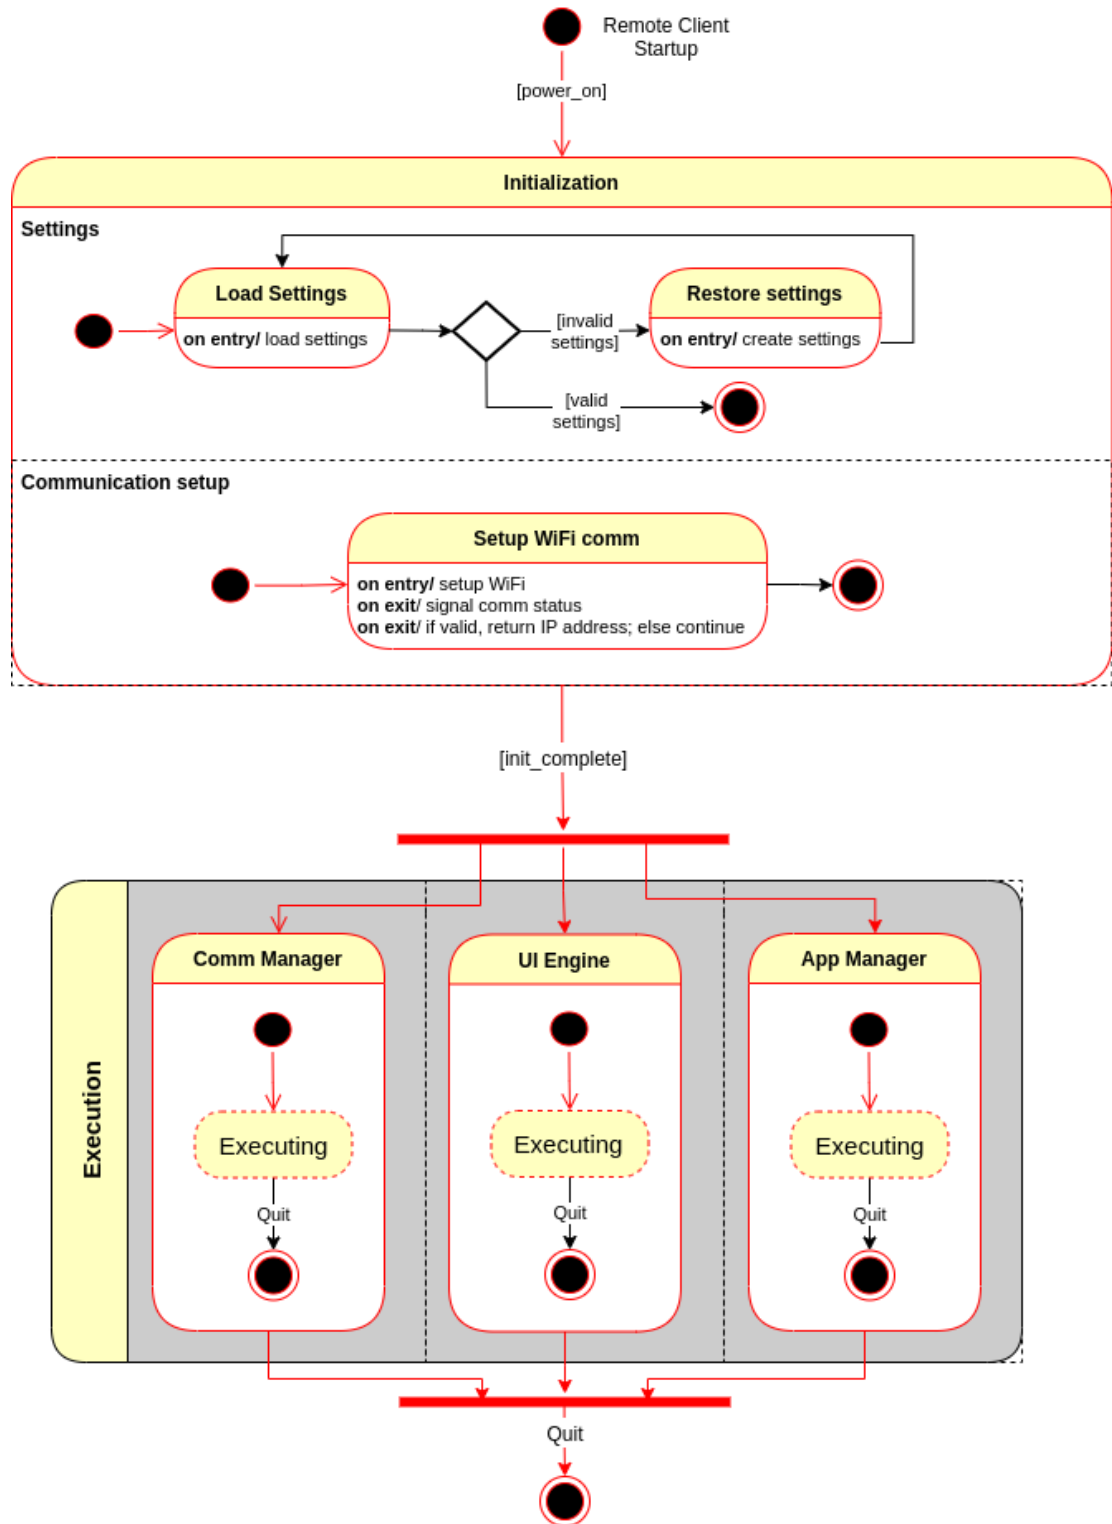 Remote Client
Startup
[power_on]
Initialization
Settings
Load Settings
on entry/ load settings
[invalid
settings]
Restore settings
on entry/ create settings
[valid
settings]
Communication setup
Setup WiFi comm
on entry/ setup WiFi
on exit/ signal comm status
on exit/ if valid, return IP address; else continue
[init_complete]
Execution
Comm Manager
Executing
Quit
UI Engine
Executing
Quit
App Manager
Executing
Quit
Quit